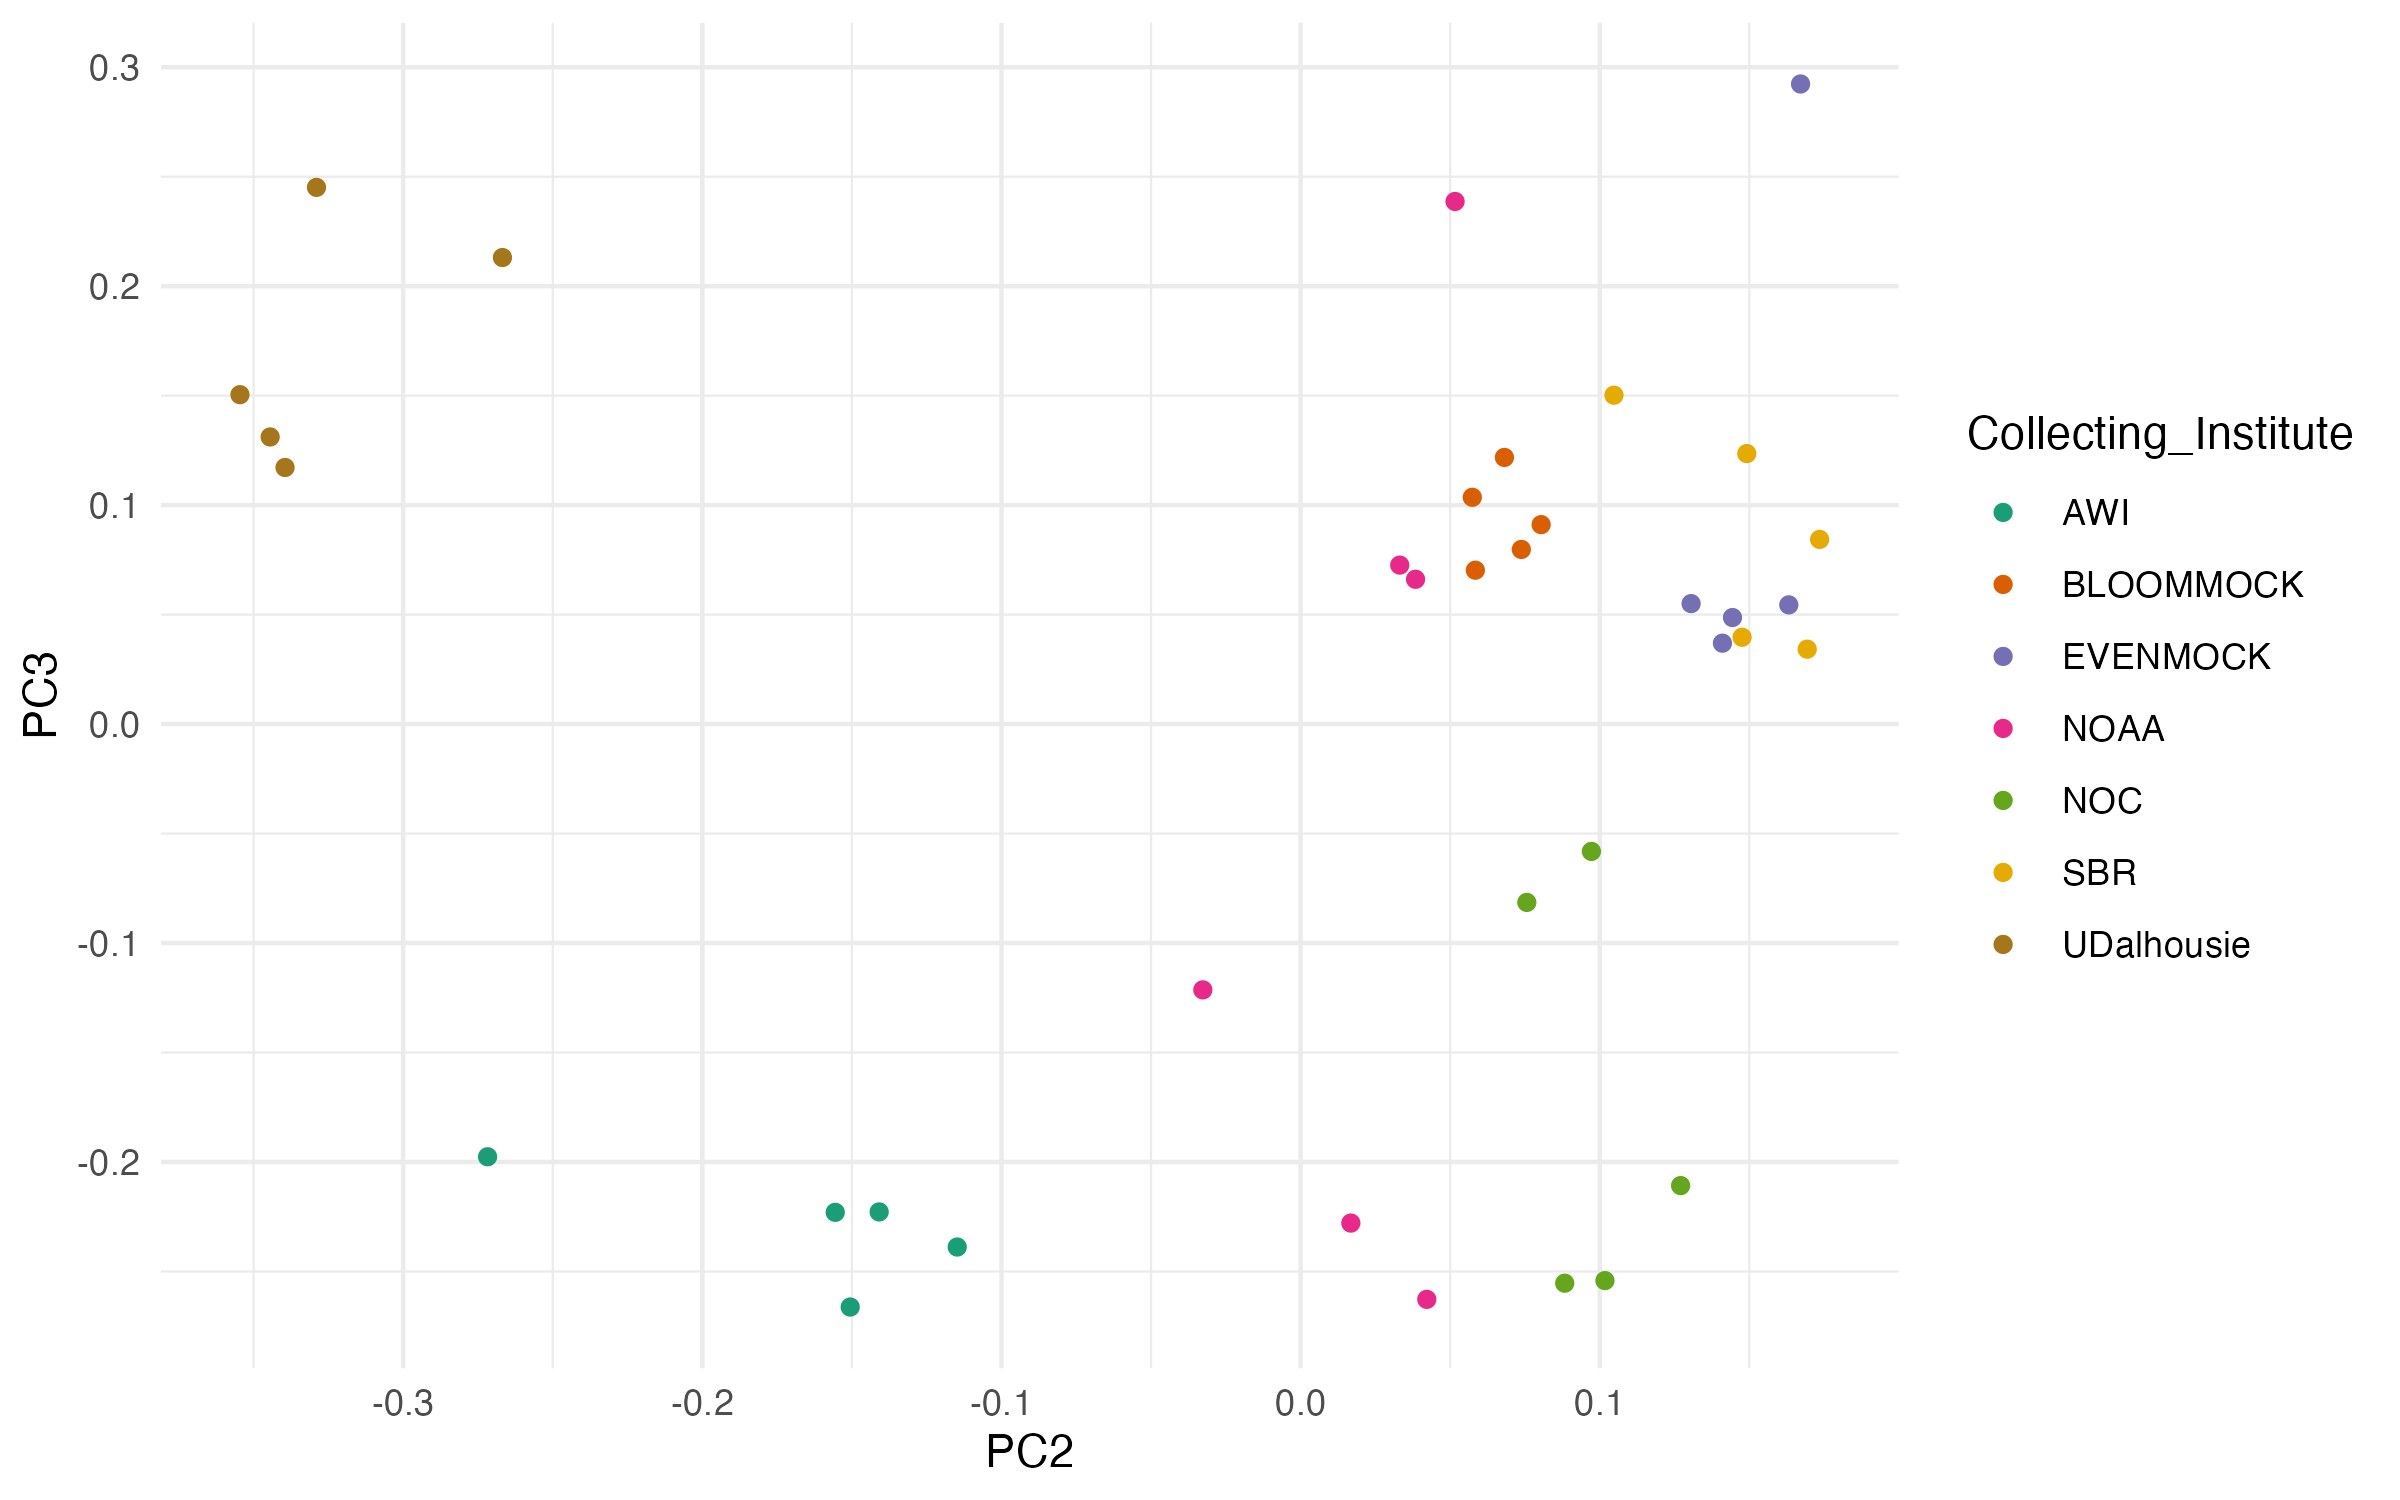 0.3
0.2
0.1
0.0
-0.1
-0.2
PC3
-0.3
-0.2
-0.1
0.0
0.1
PC2
Collecting_Institute
AWI
BLOOMMOCK
EVENMOCK
NOAA
NOC
SBR
UDalhousie